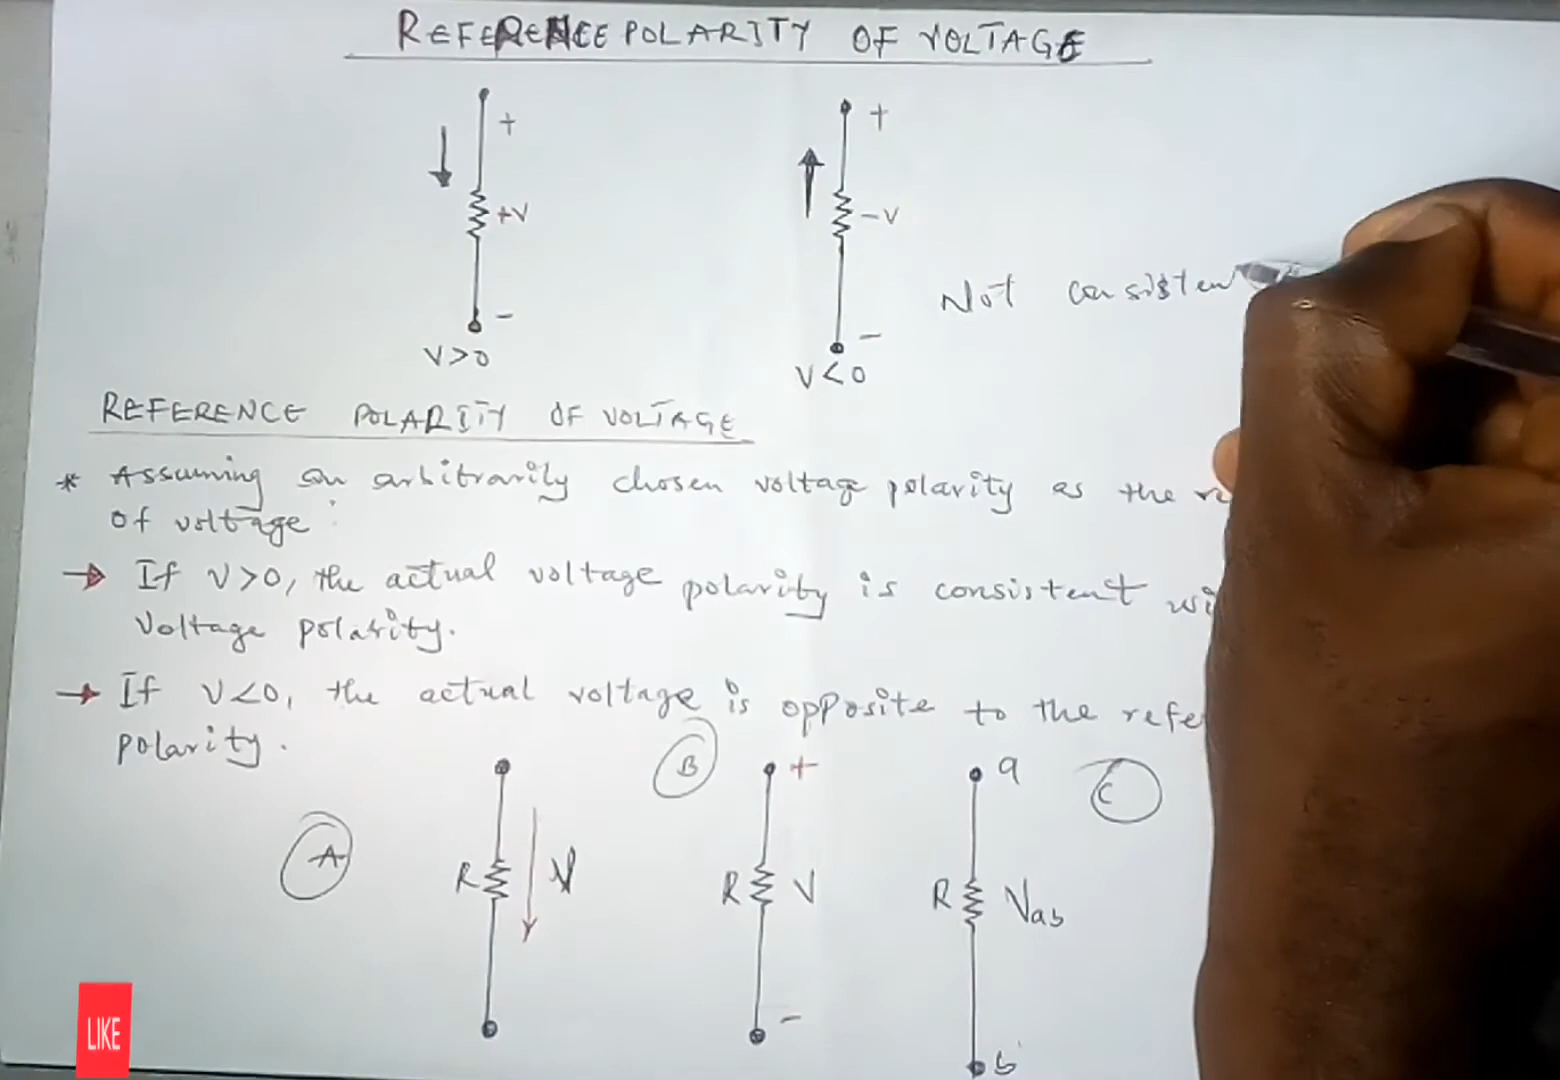 REFERENCE POLARITY OF VOLTAGE
+ +
+V -V
- -
V>0 V<0
Not consisten
REFERENCE POLARITY OF VOLTAGE
* Assuming an arbitrarily chosen voltage polarity as the
of voltage :
→ If V>0, the actual voltage polarity is consistent
voltage polarity.
→ If V<0, the actual voltage is opposite to the refe
polarity.
A R V
B + R V -
C a R Vab b
LIKE